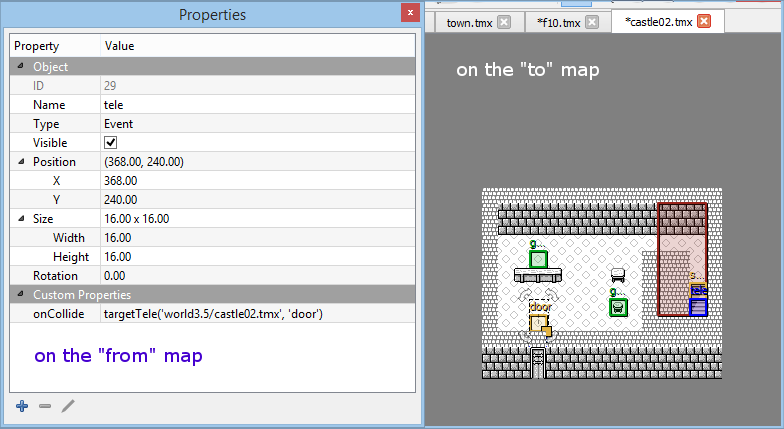 Properties
x
Property Value
Object
ID 29
Name tele
Type Event
Visible
Position (368.00, 240.00)
X 368.00
Y 240.00
Size 16.00 x 16.00
Width 16.00
Height 16.00
Rotation 0.00
Custom Properties
onCollide targetTele('world3.5/castle02.tmx', 'door')
on the "from" map
town.tmx *f10.tmx *castle02.tmx
on the "to" map
g...
s...
tele
g...
door